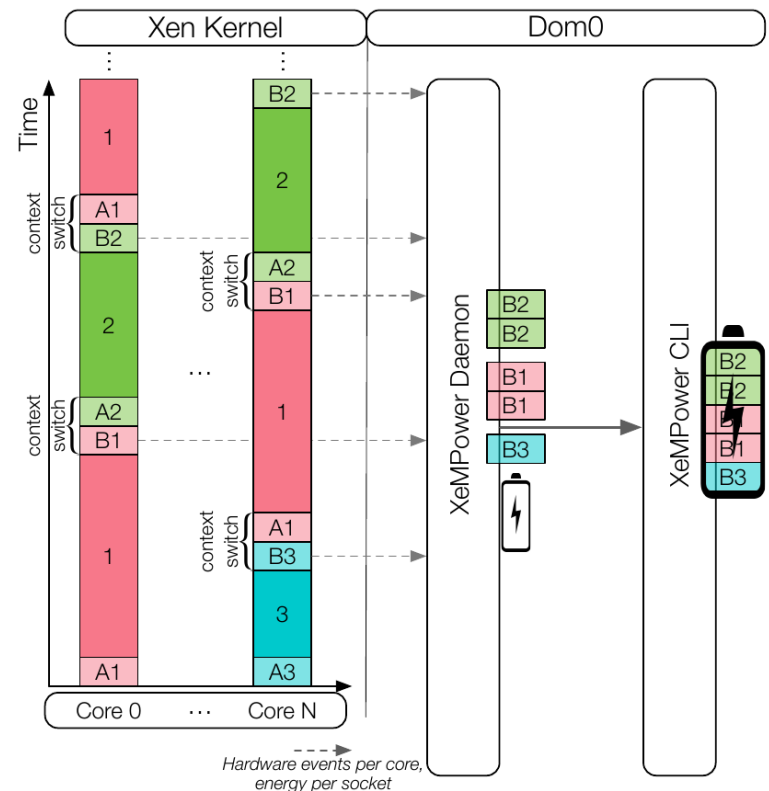 Xen Kernel
Dom0
⋮
⋮
Time
1
A1
B2
context
switch
2
A2
B1
context
switch
1
A1
...
B2
2
A2
B1
context
switch
1
A1
B3
context
switch
3
A3
Core 0 ... Core N
XeMPower Daemon
B2
B2
B1
B1
B3
XeMPower CLI
B2
B2
B1
B1
B3
Hardware events per core,
energy per socket